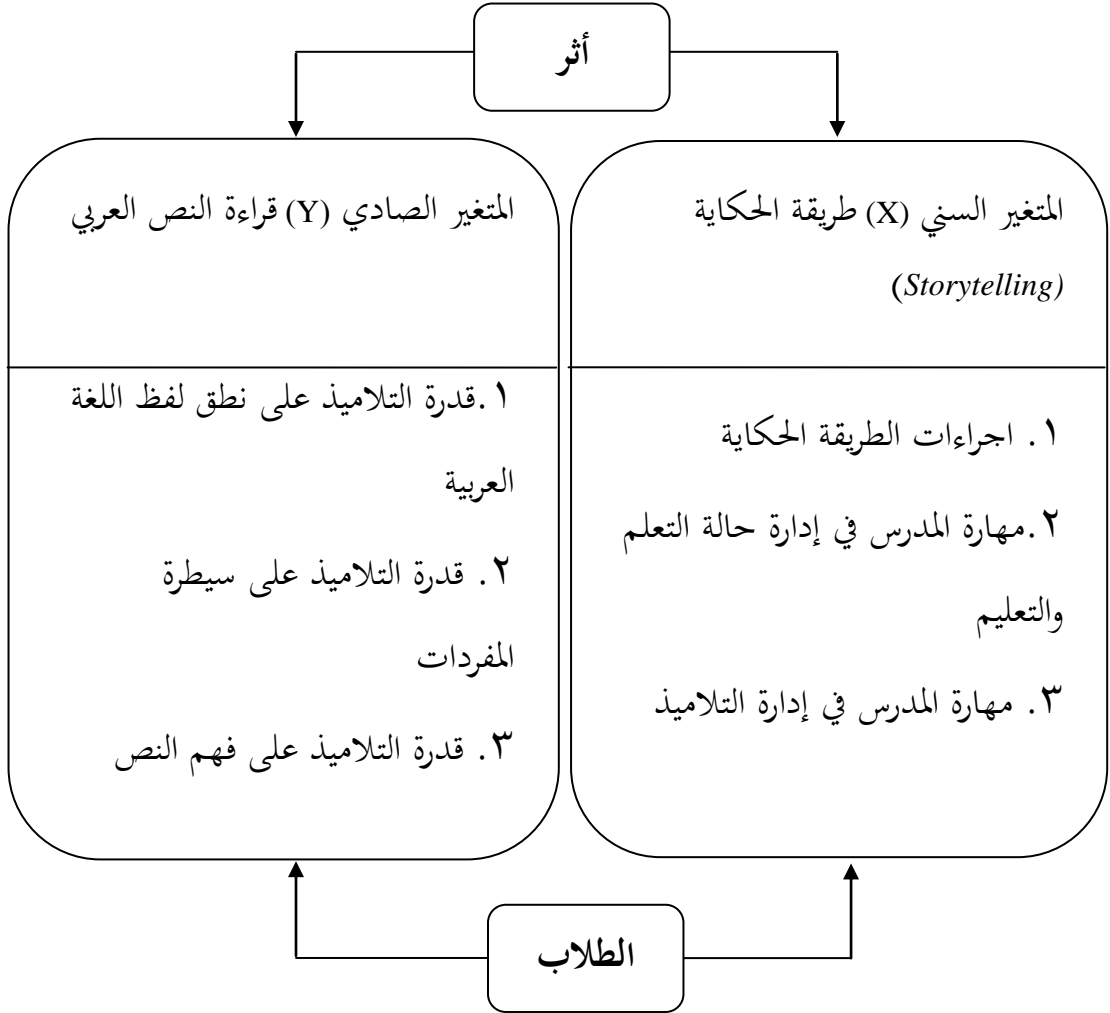 أثر
المتغير السني (X) طريقة الحكاية
(Storytelling)
١. اجراءات الطريقة الحكاية
٢.مهارة المدرس في إدارة حالة التعلم
والتعليم
٣. مهارة المدرس في إدارة التلاميذ
المتغير الصادي (Y) قراءة النص العربي
١.قدرة التلاميذ على نطق لفظ اللغة
العربية
٢. قدرة التلاميذ على سيطرة
المفردات
٣. قدرة التلاميذ على فهم النص
الطلاب